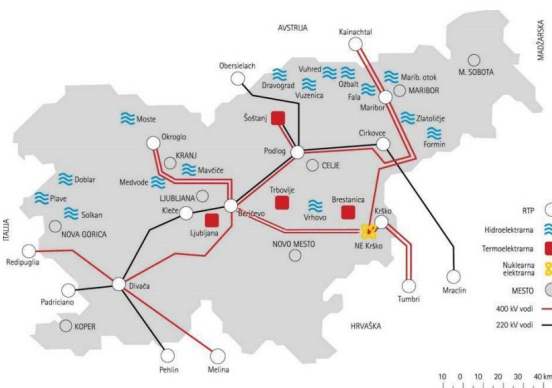 AVSTRIJA
Kainachtal
MADŽARSKA
Obersielach
Vuhred
Ožbalt
Marib. otok
M. SOBOTA
Dravograd
Vuzenica
Fala
MARIBOR
Maribor
Moste
Šoštanj
Zlatoličje
Okroglo
Cirkovce
Formin
Podlog
KRANJ
CELJE
Mavčiče
Doblar
Medvode
Trbovlje
Brestanica
LJUBLJANA
Plave
Kleče
Beričevo
Vrhovo
Krško
RTP
Solkan
Ljubljana
Hidroelektrarna
ITALIJA
NOVA GORICA
NOVO MESTO
NE Krško
Termoelektrarna
Redipuglia
Nuklearna
elektrarna
Divača
Tumbri
Mraclin
MESTO
Padriciano
400 kV vodi
KOPER
HRVAŠKA
220 kV vodi
Pehlin
Melina
10 0 10 20 30 40 km